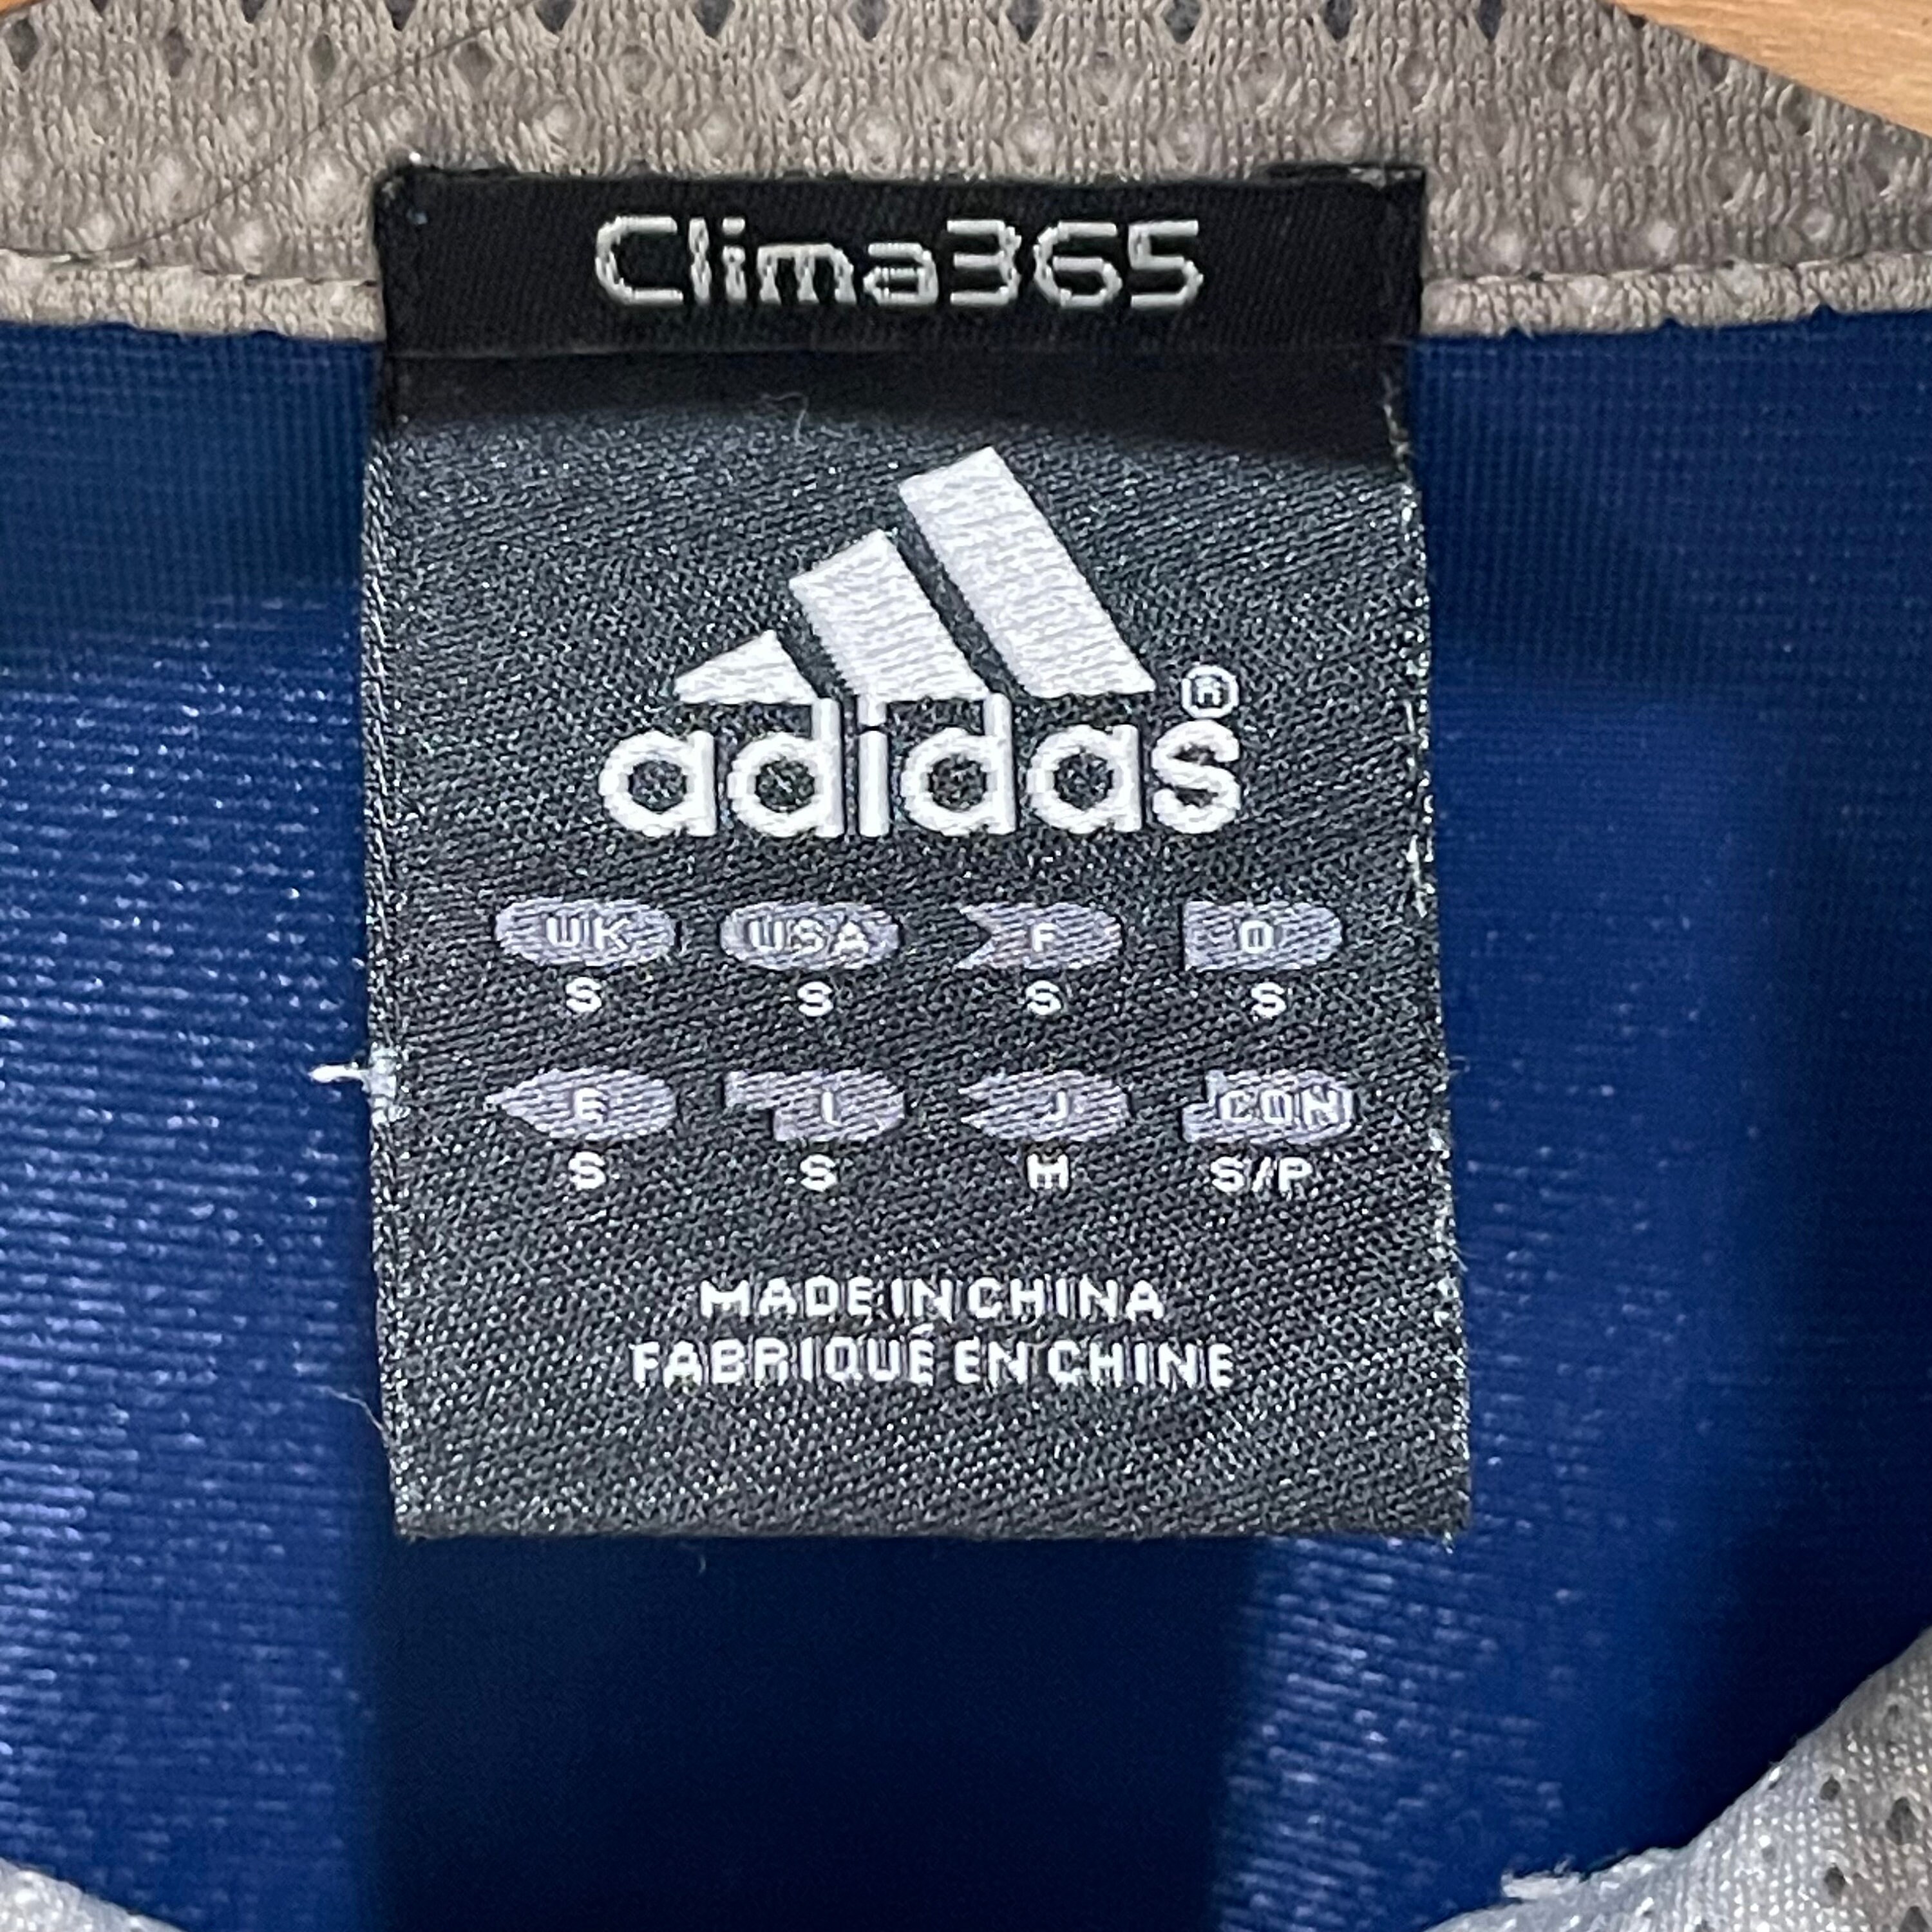 Clima365
adidas®
UK USA F D
S S S S
E I J CDN
S S M S/P
MADE IN CHINA
FABRIQUÉ EN CHINE